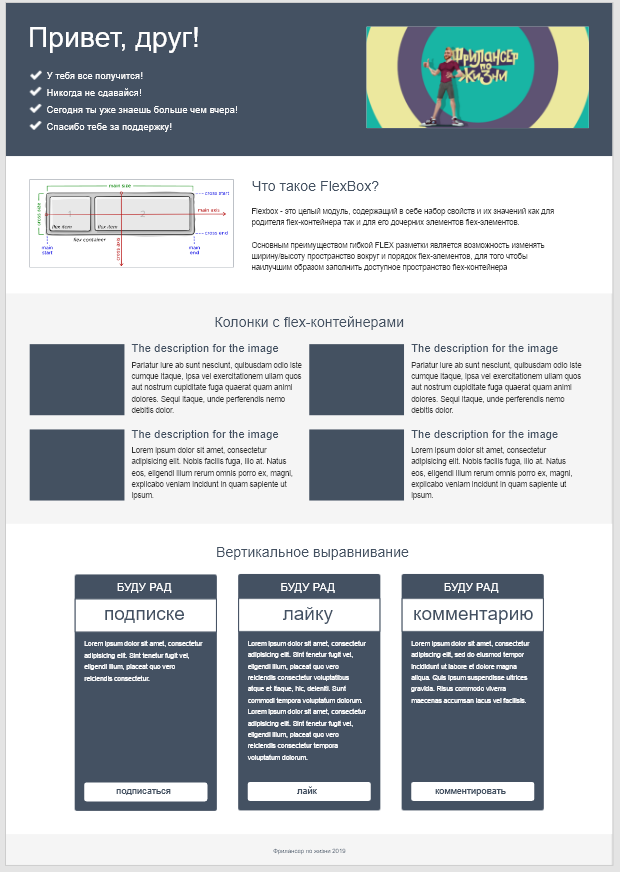 Привет, друг!
У тебя все получится!
Никогда не сдавайся!
Сегодня ты уже знаешь больше чем вчера!
Спасибо тебе за поддержку!
Фрилансер
по
жизни
main size
cross start
cross size
1
2
main axis
flex item
flex item
flex container
cross end
main
start
cross axis
main
end
Что такое FlexBox?
Flexbox - это целый модуль, содержащий в себе набор свойств и их значений как для
родителя flex-контейнера так и для его дочерних элементов flex-элементов.
Основным преимуществом гибкой FLEX разметки является возможность изменять
ширину/высоту пространство вокруг и порядок flex-элементов, для того чтобы
наилучшим образом заполнить доступное пространство flex-контейнера
Колонки с flex-контейнерами
The description for the image
Pariatur iure ab sunt nesciunt, quibusdam odio iste
cumque itaque, ipsa vel exercitationem ullam quos
aut nostrum cupiditate fuga quaerat quam animi
dolores. Sequi itaque, unde perferendis nemo
debitis dolor.
The description for the image
Pariatur iure ab sunt nesciunt, quibusdam odio iste
cumque itaque, ipsa vel exercitationem ullam quos
aut nostrum cupiditate fuga quaerat quam animi
dolores. Sequi itaque, unde perferendis nemo
debitis dolor.
The description for the image
Lorem ipsum dolor sit amet, consectetur
adipisicing elit. Nobis facilis fuga, illo at. Natus
eos, eligendi illum rerum omnis porro ex, magni,
explicabo veniam incidunt in quam sapiente ut
ipsum.
The description for the image
Lorem ipsum dolor sit amet, consectetur
adipisicing elit. Nobis facilis fuga, illo at. Natus
eos, eligendi illum rerum omnis porro ex, magni,
explicabo veniam incidunt in quam sapiente ut
ipsum.
Вертикальное выравнивание
БУДУ РАД
подписке
Lorem ipsum dolor sit amet, consectetur
adipisicing elit. Sint tenetur fugit vel,
eligendi illum, placeat quo vero
reiciendis consectetur.
подписаться
БУДУ РАД
лайку
Lorem ipsum dolor sit amet, consectetur
adipisicing elit. Sint tenetur fugit vel,
eligendi illum, placeat quo vero
reiciendis consectetur voluptatibus
atque et itaque, hic, deleniti. Sunt
commodi tempora voluptatum dolorum.
Lorem ipsum dolor sit amet, consectetur
adipisicing elit. Sint tenetur fugit vel,
eligendi illum, placeat quo vero
reiciendis consectetur tempora
voluptatum dolorum.
лайк
БУДУ РАД
комментарию
Lorem ipsum dolor sit amet, consectetur
adipiscing elit, sed do eiusmod tempor
incididunt ut labore et dolore magna
aliqua. Quis ipsum suspendisse ultrices
gravida. Risus commodo viverra
maecenas accumsan lacus vel facilisis.
комментировать
Фрилансер по жизни 2019